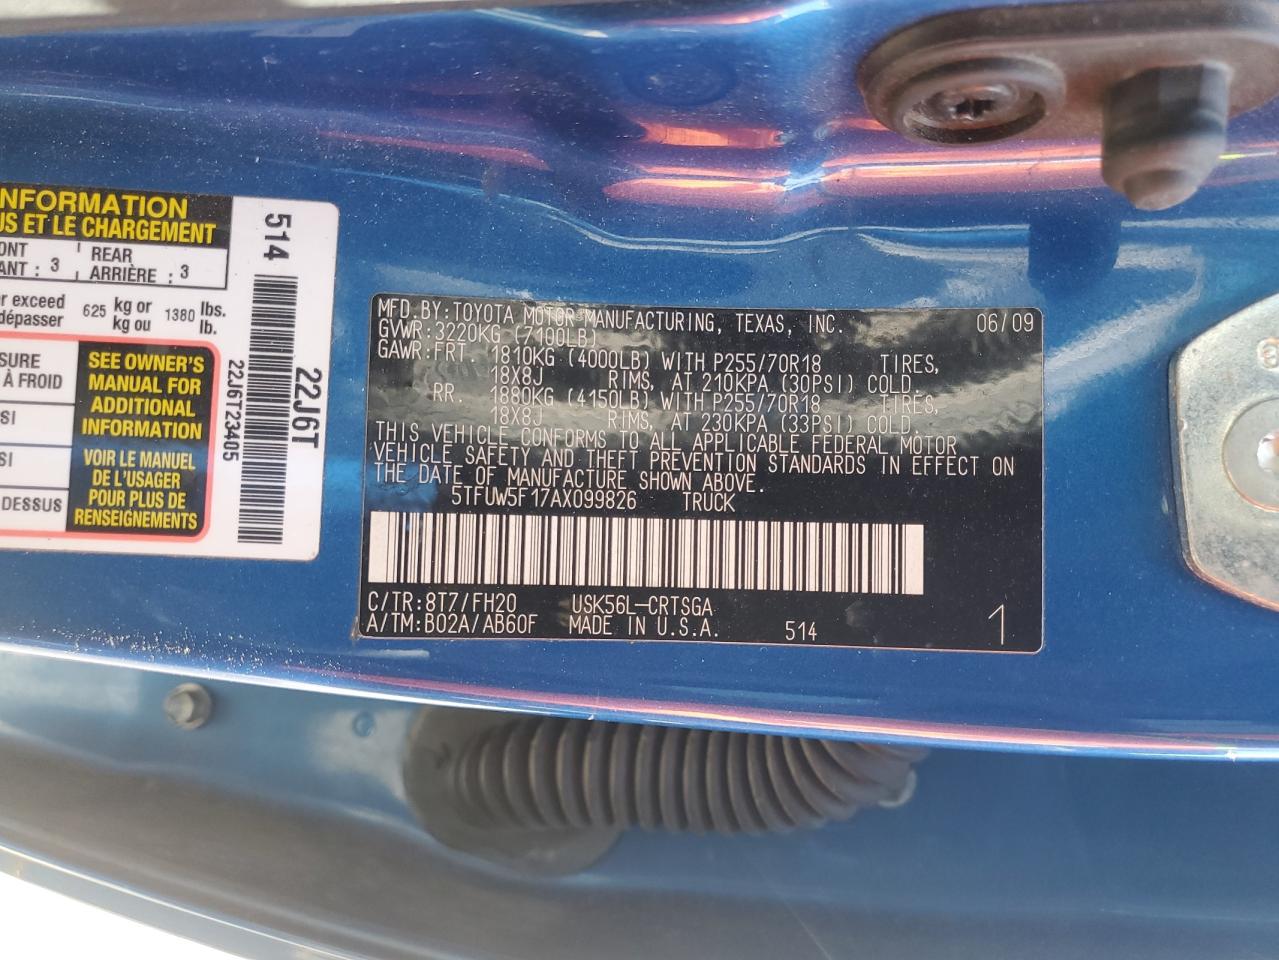 NFORMATION
US ET LE CHARGEMENT
ONT
ANT : 3
REAR
ARRIÈRE : 3
er exceed
dépasser
625 kg or
kg ou
1380 lbs.
lb.
SURE
À FROID
SI
SI
DESSUS
SEE OWNER'S
MANUAL FOR
ADDITIONAL
INFORMATION
VOIR LE MANUEL
DE L'USAGER
POUR PLUS DE
RENSEIGNEMENTS
514
22J6T23405
22J6T
MFD.BY:TOYOTA MOTOR MANUFACTURING, TEXAS, INC. 06/09
GVWR:3220KG (7100LB)
GAWR:FRT. 1810KG (4000LB) WITH P255/70R18 TIRES,
18X8J RIMS, AT 210KPA (30PSI) COLD.
RR. 1880KG (4150LB) WITH P255/70R18 TIRES,
18X8J RIMS, AT 230KPA (33PSI) COLD.
THIS VEHICLE CONFORMS TO ALL APPLICABLE FEDERAL MOTOR
VEHICLE SAFETY AND THEFT PREVENTION STANDARDS IN EFFECT ON
THE DATE OF MANUFACTURE SHOWN ABOVE.
5TFUW5F17AX099826 TRUCK
C/TR:8T7/FH20 USK56L-CRTSGA
A/TM:B02A/AB60F MADE IN U.S.A. 514 1